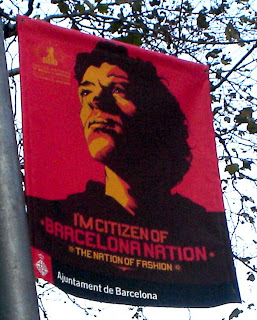 I'M CITIZEN OF
BARCELONA NATION
THE NATION OF FASHION
Ajuntament de Barcelona